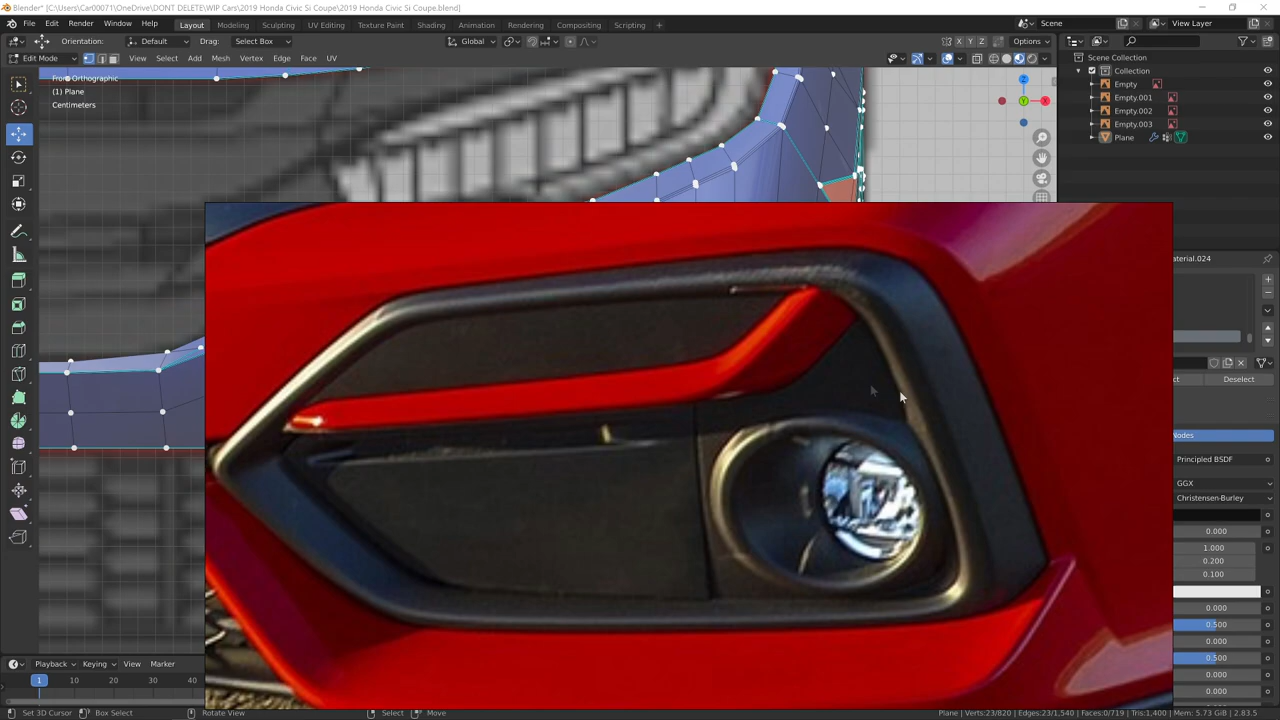 Blender* [C:\Users\Car00071\OneDrive\DONT DELETE\WIP Cars\2019 Honda Civic Si Coupe\2019 Honda Civic Si Coupe.blend]
File Edit Render Window Help Layout Modeling Sculpting UV Editing Texture Paint Shading Animation Rendering Compositing Scripting Scene View Layer
Orientation: Default Drag: Select Box Global X Y Z Options
Edit Mode View Select Add Mesh Vertex Edge Face UV
Scene Collection
Collection
Empty
Empty.001
Empty.002
Empty.003
Plane
Front Orthographic
(1) Plane
Centimeters
Z
Y
X
aterial.024
ct Deselect
Nodes
Principled BSDF
GGX
Christensen-Burley
0.000
1.000
0.200
0.100
0.000
0.500
0.000
0.500
0.000
0.000
Playback Keying View Marker
1 10 20 30 40
Set 3D Cursor Box Select Rotate View Select Move Plane | Verts:23/820 | Edges:23/1,540 | Faces:0/719 | Tris:1,400 | Mem: 5.73 GiB | 2.83.5